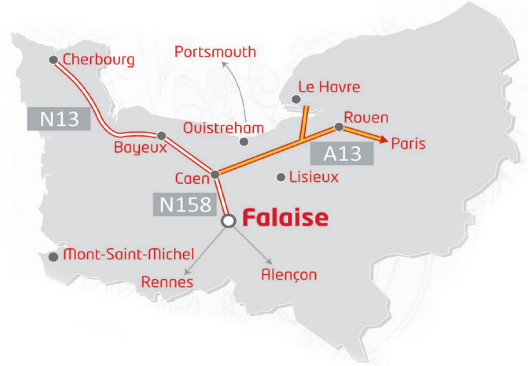 Portsmouth
Cherbourg
Le Havre
N13
Rouen
Ouistreham
Bayeux
Paris
A13
Caen
Lisieux
N158
Falaise
Mont-Saint-Michel
Rennes
Alençon